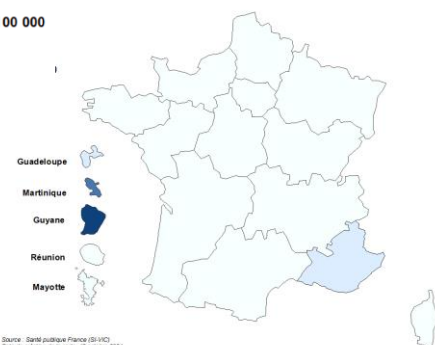 00 000
Guadeloupe
Martinique
Guyane
Réunion
Mayotte
Source : Santé publique France (SI-VIC)